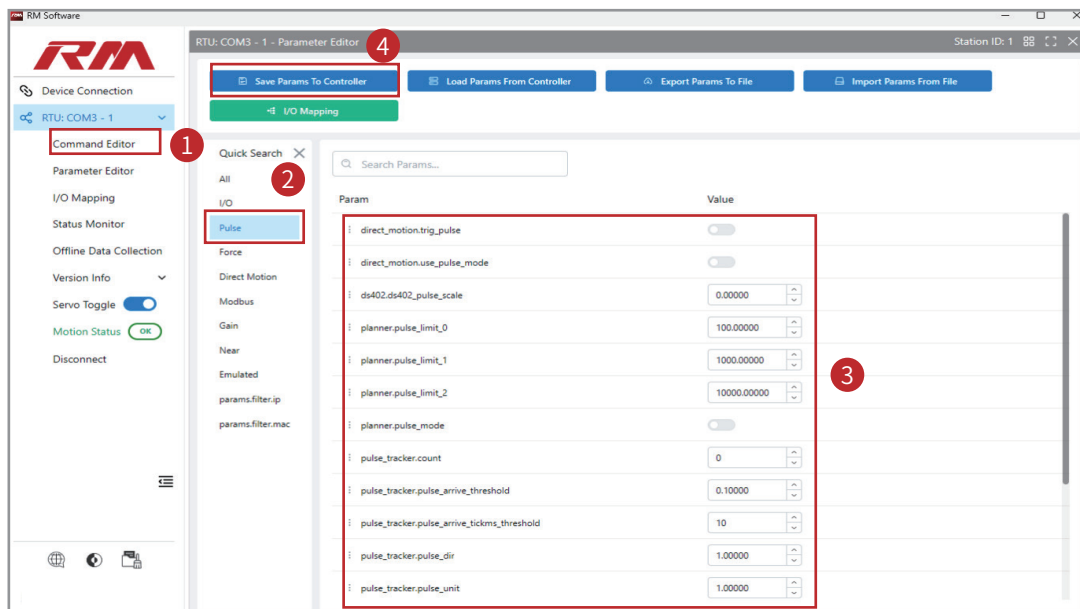 RM Software
RM
Device Connection
RTU: COM3 - 1
Command Editor
Parameter Editor
I/O Mapping
Status Monitor
Offline Data Collection
Version Info
Servo Toggle
Motion Status OK
Disconnect
1
RTU: COM3 - 1 - Parameter Editor
4
Station ID: 1
Save Params To Controller
Load Params From Controller
Export Params To File
Import Params From File
I/O Mapping
Quick Search
2
All
I/O
Pulse
Force
Direct Motion
Modbus
Gain
Near
Emulated
params.filter.ip
params.filter.mac
Search Params...
Param Value
direct_motion.trig_pulse
direct_motion.use_pulse_mode
ds402.ds402_pulse_scale 0.00000
planner.pulse_limit_0 100.00000
planner.pulse_limit_1 1000.00000
planner.pulse_limit_2 10000.00000
planner.pulse_mode
pulse_tracker.count 0
pulse_tracker.pulse_arrive_threshold 0.10000
pulse_tracker.pulse_arrive_tickms_threshold 10
pulse_tracker.pulse_dir 1.00000
pulse_tracker.pulse_unit 1.00000
3